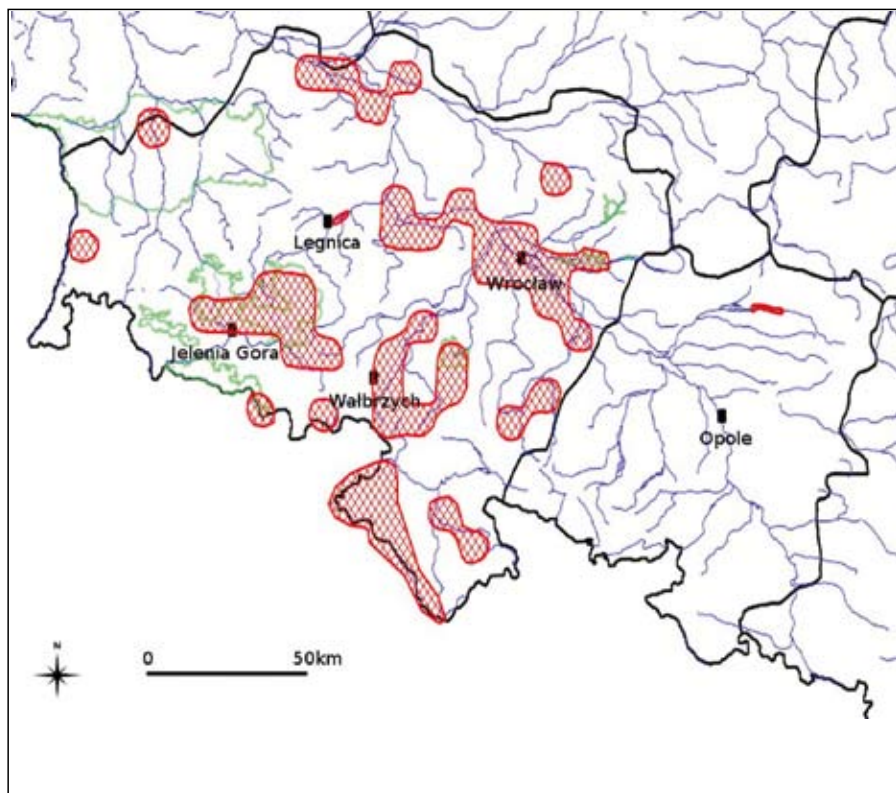 Legnica
Wrocław
Jelenia Gora
Wałbrzych
Opole
N
0 50km